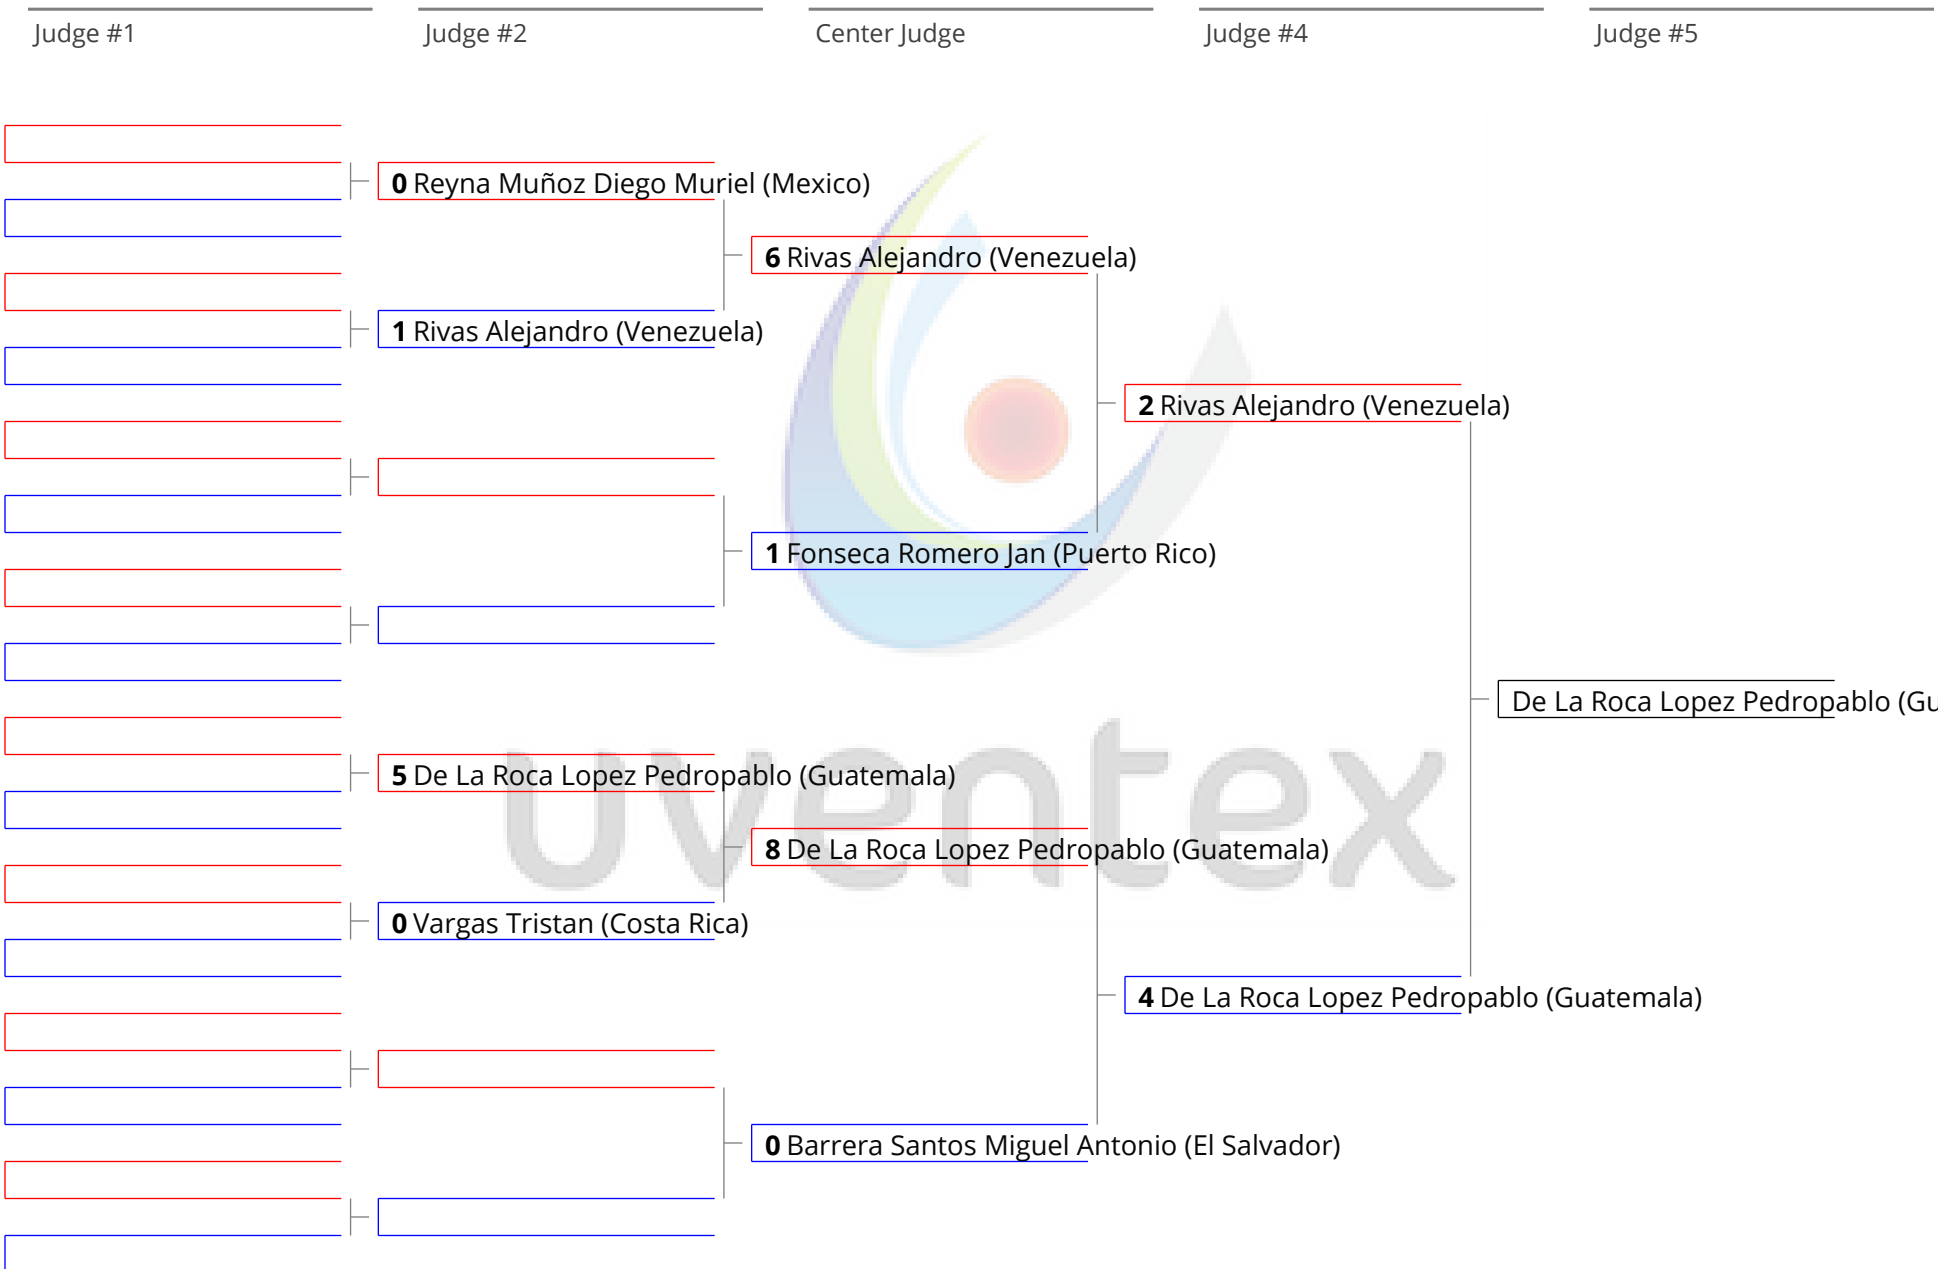 Judge #1 Judge #2 Center Judge Judge #4 Judge #5
0 Reyna Muñoz Diego Muriel (Mexico)
6 Rivas Alejandro (Venezuela)
1 Rivas Alejandro (Venezuela)
2 Rivas Alejandro (Venezuela)
1 Fonseca Romero Jan (Puerto Rico)
De La Roca Lopez Pedropablo (Gu
5 De La Roca Lopez Pedropablo (Guatemala)
uventex
8 De La Roca Lopez Pedropablo (Guatemala)
0 Vargas Tristan (Costa Rica)
4 De La Roca Lopez Pedropablo (Guatemala)
0 Barrera Santos Miguel Antonio (El Salvador)